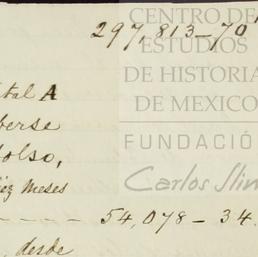 297,813-70
CENTRO DE
ESTUDIOS
DE HISTORIA
DE MEXICO
FUNDACIÓ
Carlos Slim
tal A
berse
olso,
iez meses
54,078-34.
, desde